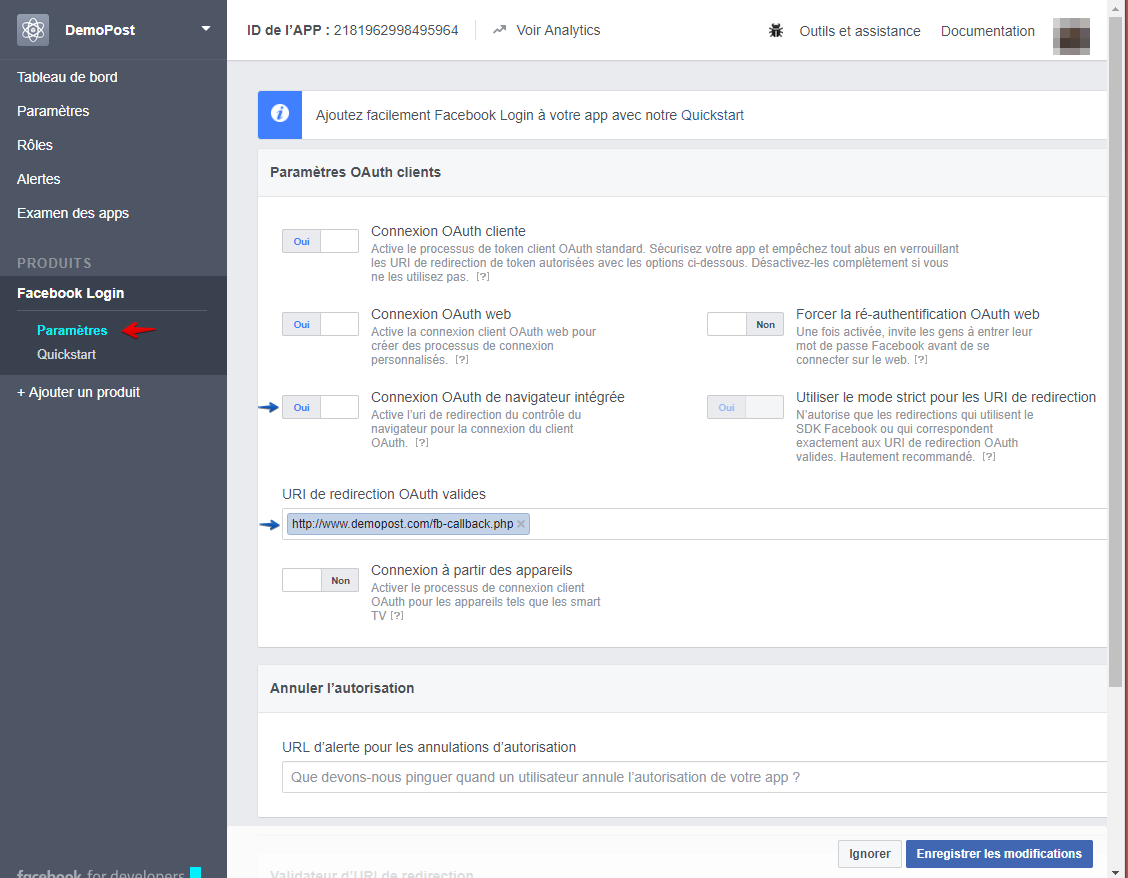 DemoPost
ID de l’APP : 2181962998495964
Voir Analytics
Outils et assistance
Documentation
Tableau de bord
Paramètres
Rôles
Alertes
Examen des apps
PRODUITS
Facebook Login
Paramètres
Quickstart
+ Ajouter un produit
facebook for developers
Ajoutez facilement Facebook Login à votre app avec notre Quickstart
Paramètres OAuth clients
Oui
Connexion OAuth cliente
Active le processus de token client OAuth standard. Sécurisez votre app et empêchez tout abus en verrouillant
les URI de redirection de token autorisées avec les options ci-dessous. Désactivez-les complètement si vous
ne les utilisez pas. [?]
Oui
Connexion OAuth web
Active la connexion client OAuth web pour
créer des processus de connexion
personnalisés. [?]
Non
Forcer la ré-authentification OAuth web
Une fois activée, invite les gens à entrer leur
mot de passe Facebook avant de se
connecter sur le web. [?]
Oui
Connexion OAuth de navigateur intégrée
Active l’uri de redirection du contrôle du
navigateur pour la connexion du client
OAuth. [?]
Oui
Utiliser le mode strict pour les URI de redirection
N’autorise que les redirections qui utilisent le
SDK Facebook ou qui correspondent
exactement aux URI de redirection OAuth
valides. Hautement recommandé. [?]
URI de redirection OAuth valides
http://www.demopost.com/fb-callback.php ×
Non
Connexion à partir des appareils
Activer le processus de connexion client
OAuth pour les appareils tels que les smart
TV [?]
Annuler l’autorisation
URL d’alerte pour les annulations d’autorisation
Que devons-nous pinguer quand un utilisateur annule l’autorisation de votre app ?
Ignorer
Enregistrer les modifications
Validateur d’URI de redirection